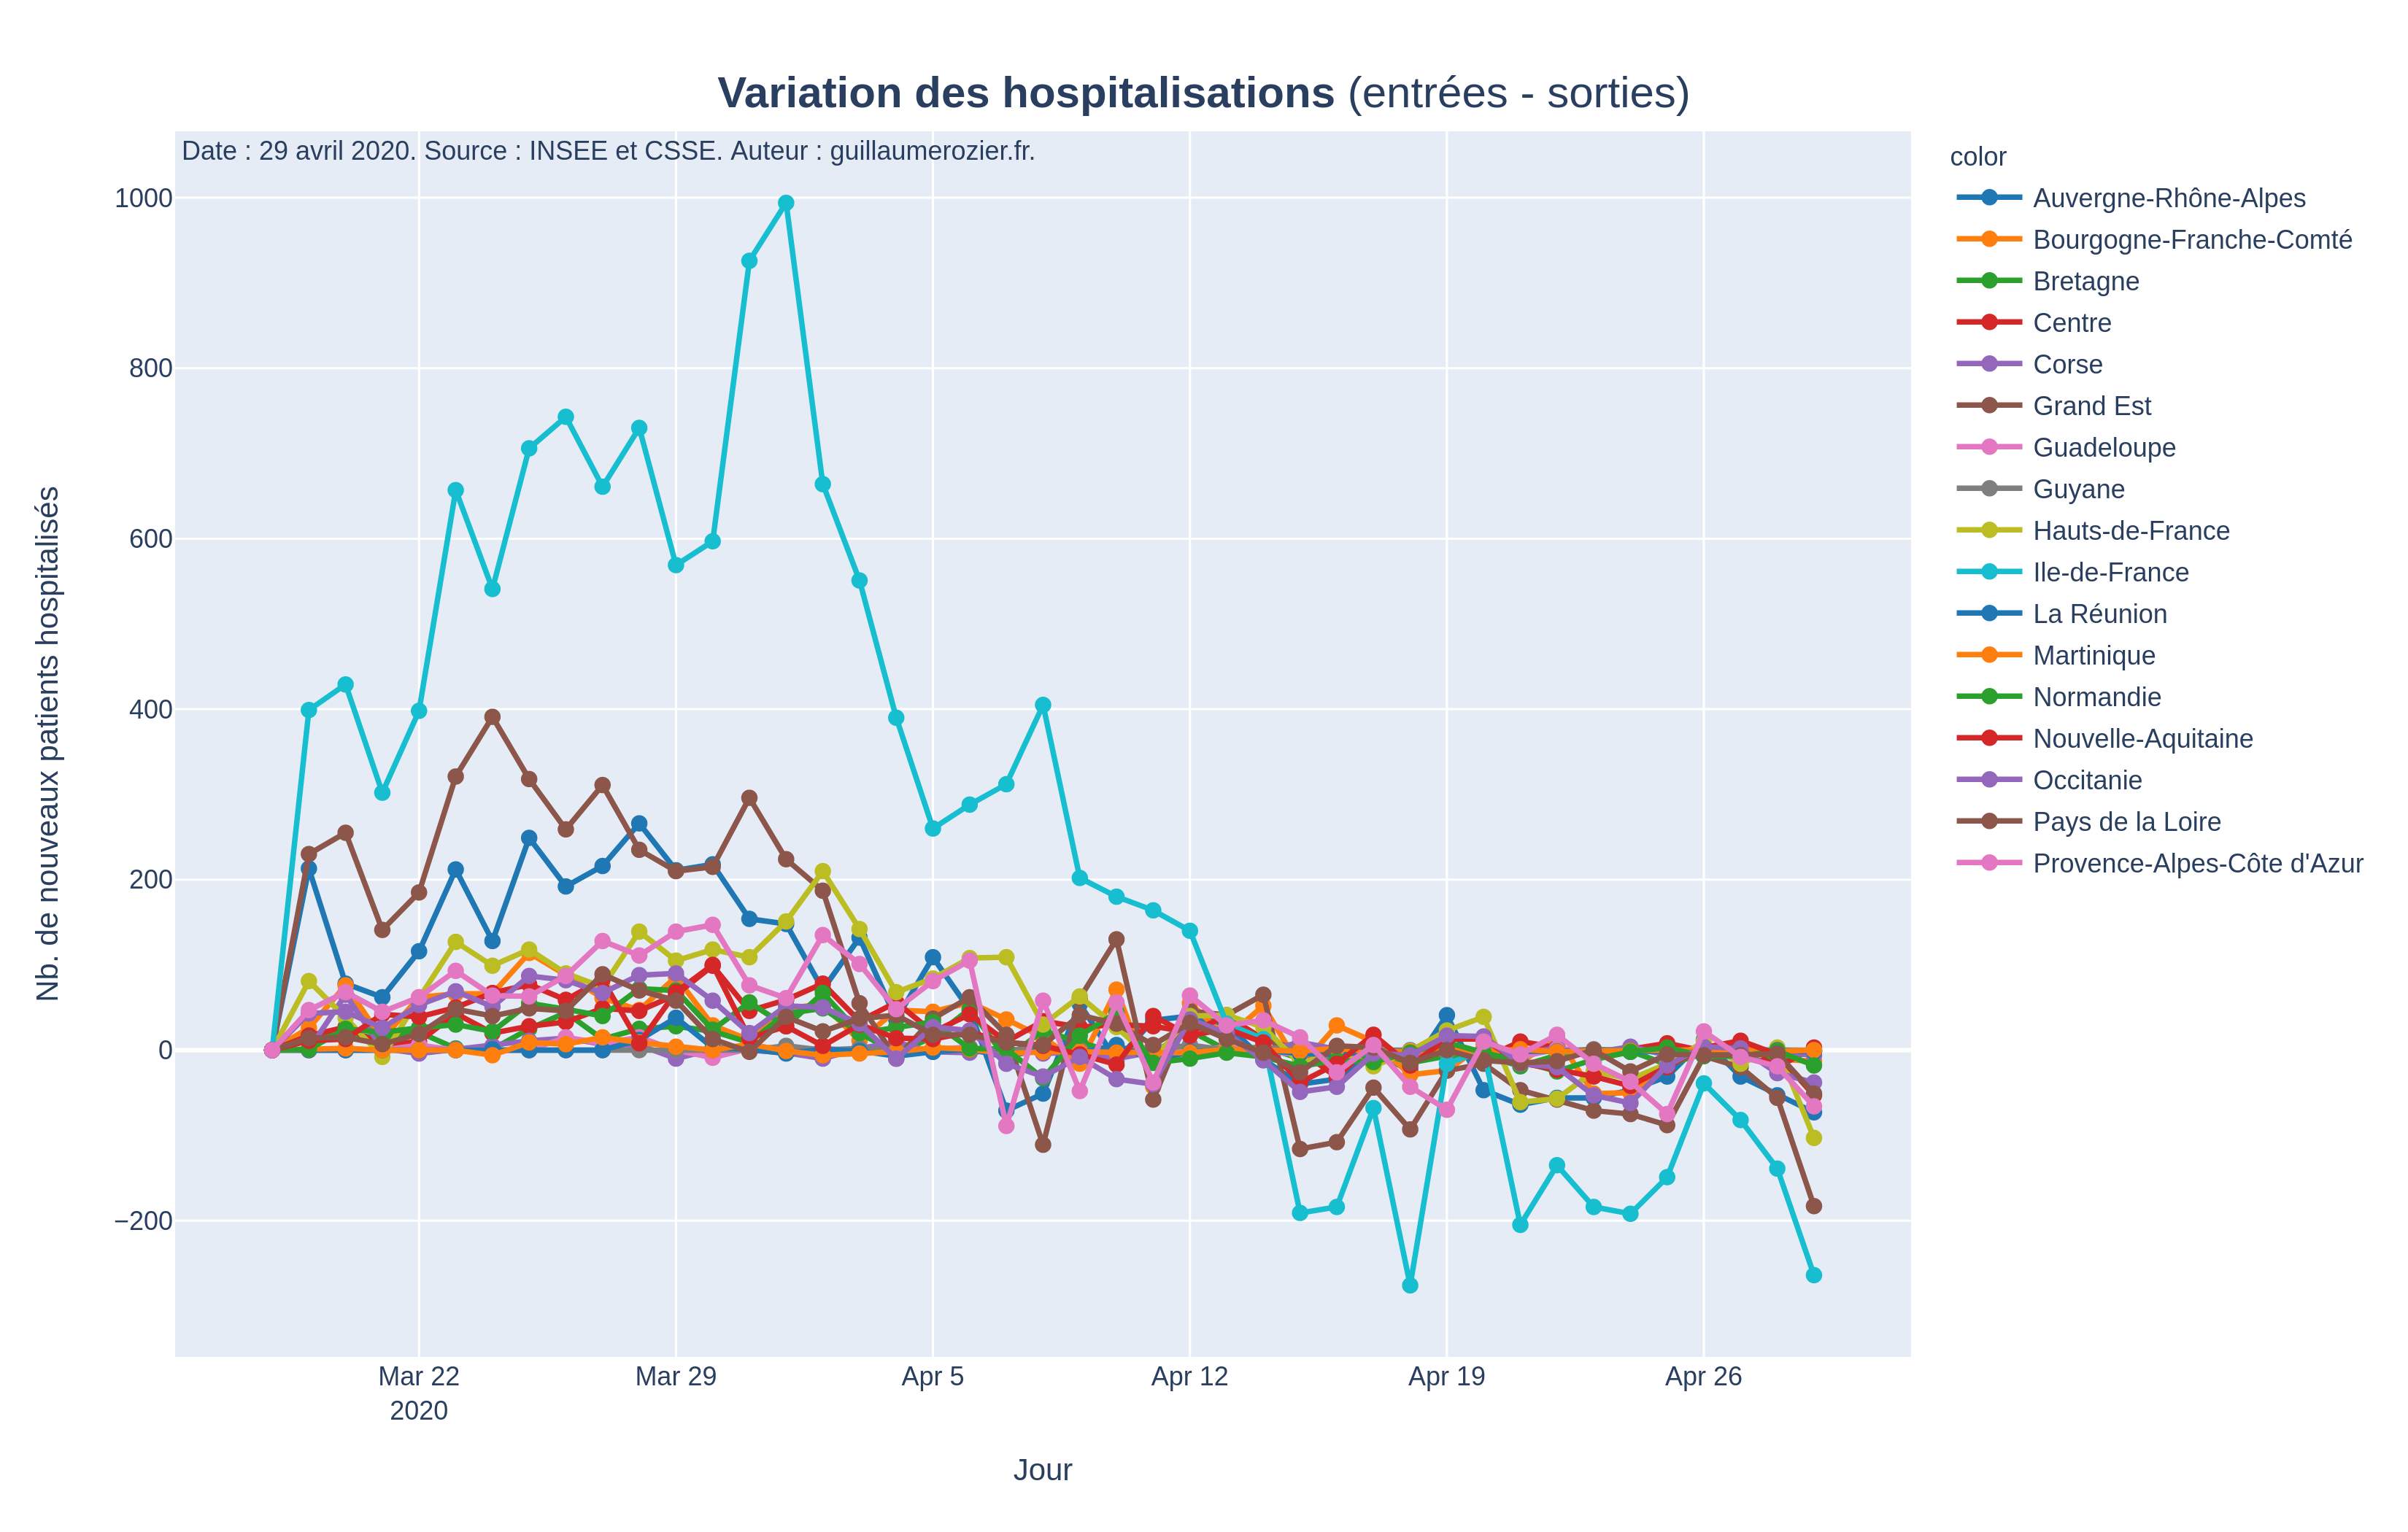 Variation des hospitalisations (entrées - sorties)
Date : 29 avril 2020. Source : INSEE et CSSE. Auteur : guillaumerozier.fr.
Nb. de nouveaux patients hospitalisés
1000
800
600
400
200
0
−200
Mar 22
2020
Mar 29
Apr 5
Apr 12
Apr 19
Apr 26
Jour
color
Auvergne-Rhône-Alpes
Bourgogne-Franche-Comté
Bretagne
Centre
Corse
Grand Est
Guadeloupe
Guyane
Hauts-de-France
Ile-de-France
La Réunion
Martinique
Normandie
Nouvelle-Aquitaine
Occitanie
Pays de la Loire
Provence-Alpes-Côte d'Azur